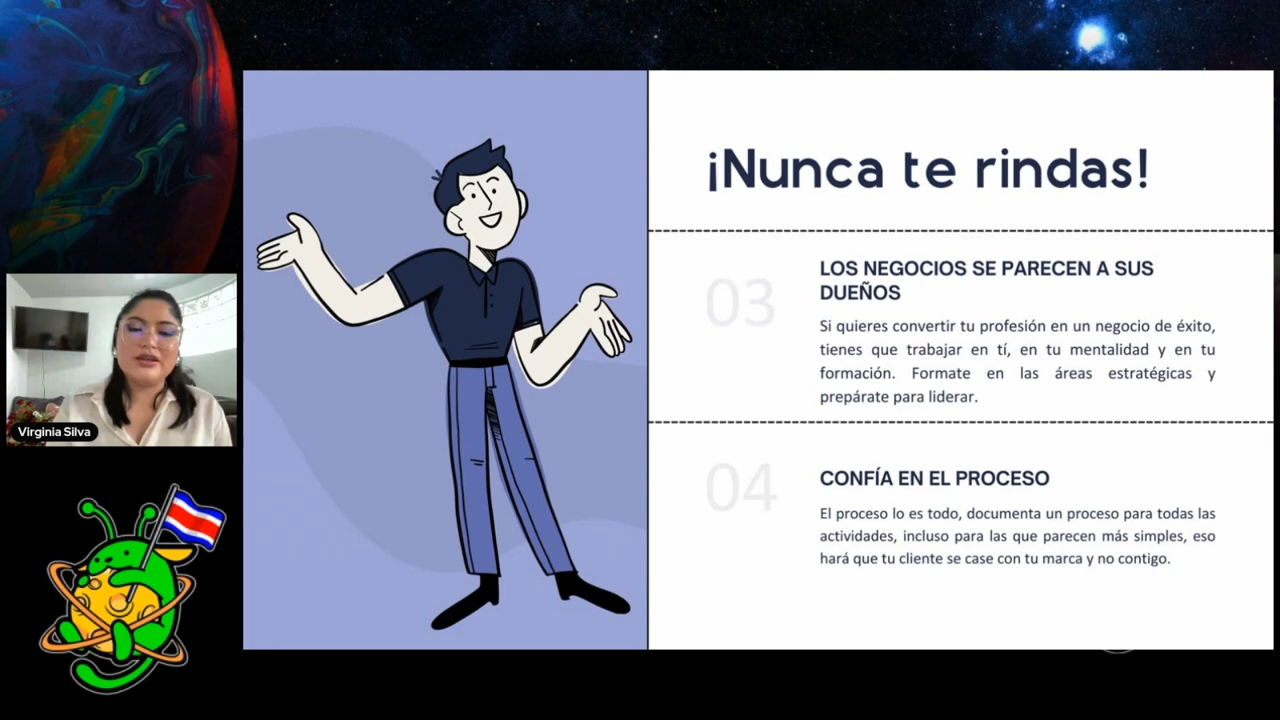 ¡Nunca te rindas!
03
LOS NEGOCIOS SE PARECEN A SUS
DUEÑOS
Si quieres convertir tu profesión en un negocio de éxito,
tienes que trabajar en tí, en tu mentalidad y en tu
formación. Formate en las áreas estratégicas y
prepárate para liderar.
04
CONFÍA EN EL PROCESO
El proceso lo es todo, documenta un proceso para todas las
actividades, incluso para las que parecen más simples, eso
hará que tu cliente se case con tu marca y no contigo.
Virginia Silva